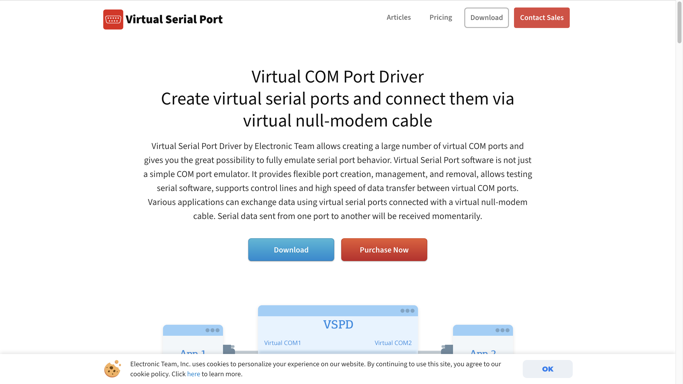 Virtual Serial Port
Articles
Pricing
Download
Contact Sales
Virtual COM Port Driver
Create virtual serial ports and connect them via
virtual null-modem cable
Virtual Serial Port Driver by Electronic Team allows creating a large number of virtual COM ports and
gives you the great possibility to fully emulate serial port behavior. Virtual Serial Port software is not just
a simple COM port emulator. It provides flexible port creation, management, and removal, allows testing
serial software, supports control lines and high speed of data transfer between virtual COM ports.
Various applications can exchange data using virtual serial ports connected with a virtual null-modem
cable. Serial data sent from one port to another will be received momentarily.
Download
Purchase Now
VSPD
Virtual COM1
Virtual COM2
App 1
App 2
Electronic Team, Inc. uses cookies to personalize your experience on our website. By continuing to use this site, you agree to our
cookie policy. Click here to learn more.
OK